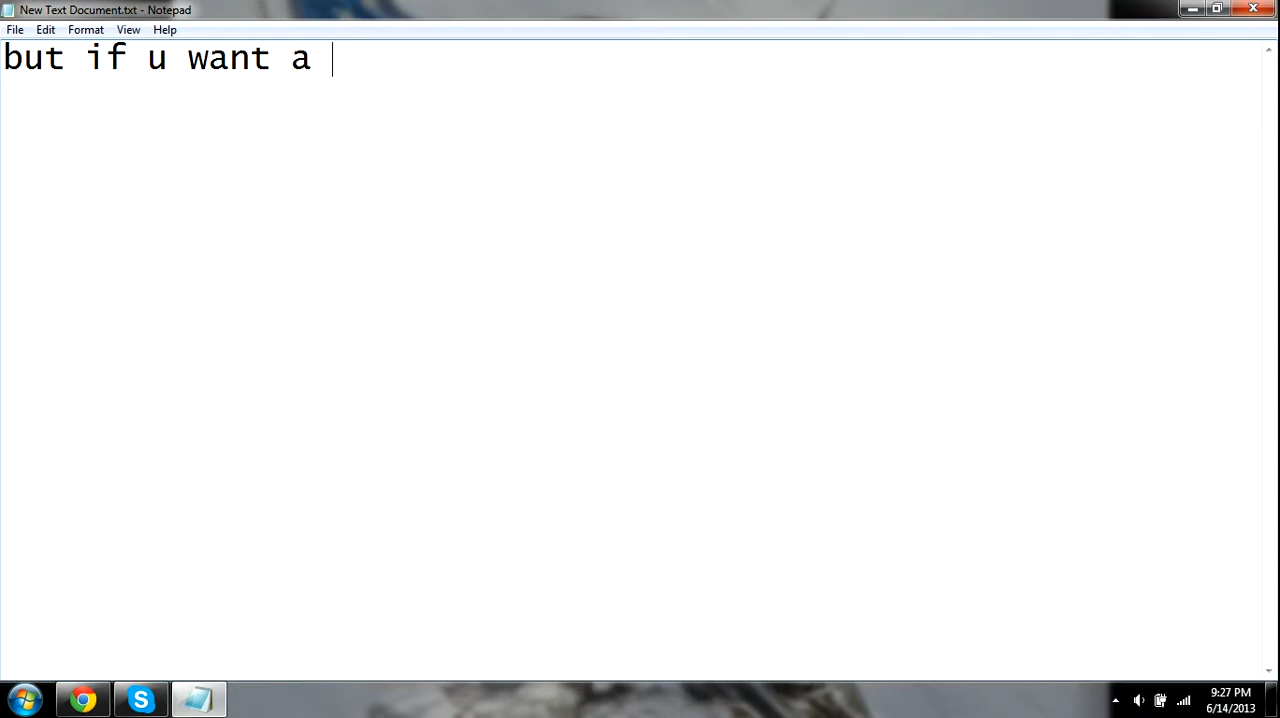 New Text Document.txt - Notepad
File Edit Format View Help
but if u want a
9:27 PM
6/14/2013